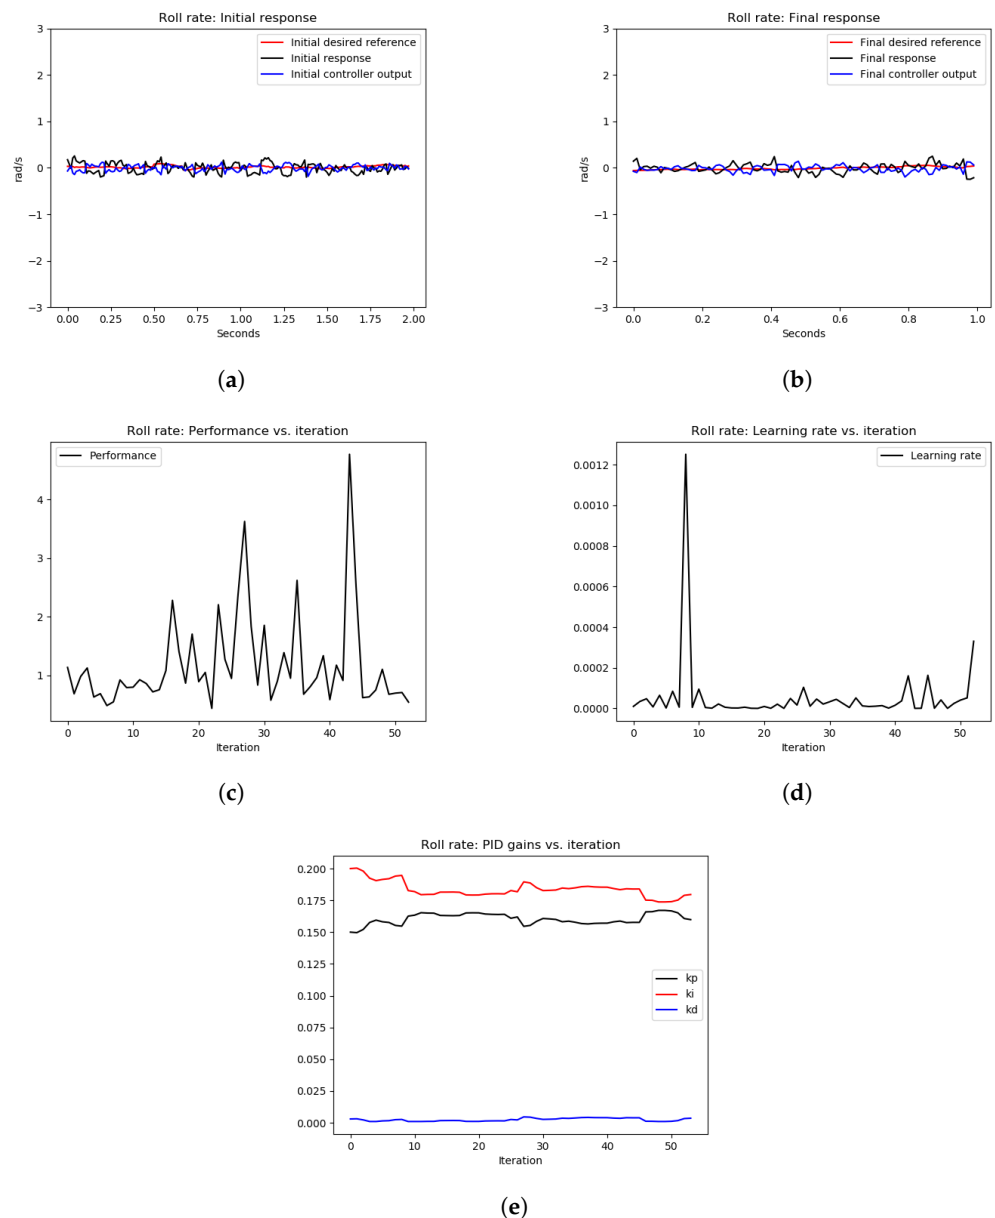 Roll rate: Initial response
Initial desired reference
Initial response
Initial controller output
3
2
1
0
−1
−2
−3
rad/s
0.00 0.25 0.50 0.75 1.00 1.25 1.50 1.75 2.00
Seconds
(a)
Roll rate: Final response
Final desired reference
Final response
Final controller output
3
2
1
0
−1
−2
−3
rad/s
0.0 0.2 0.4 0.6 0.8 1.0
Seconds
(b)
Roll rate: Performance vs. iteration
Performance
4
3
2
1
0 10 20 30 40 50
Iteration
(c)
Roll rate: Learning rate vs. iteration
Learning rate
0.0012
0.0010
0.0008
0.0006
0.0004
0.0002
0.0000
0 10 20 30 40 50
Iteration
(d)
Roll rate: PID gains vs. iteration
0.200
0.175
0.150
0.125
0.100
0.075
0.050
0.025
0.000
kp
ki
kd
0 10 20 30 40 50
Iteration
(e)